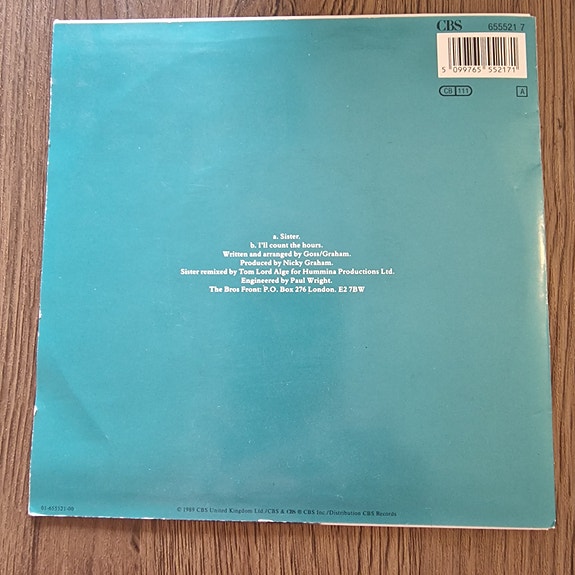 CBS 655521 7
5 099765 552171
CB 111 A
a. Sister.
b. I'll count the hours.
Written and arranged by Goss/Graham.
Produced by Nicky Graham.
Sister remixed by Tom Lord Alge for Hummina Productions Ltd.
Engineered by Paul Wright.
The Bros Front: P.O. Box 276 London. E2 7BW
01-655521-09
© 1989 CBS United Kingdom Ltd./CBS & CBS ® CBS Inc./Distribution CBS Records